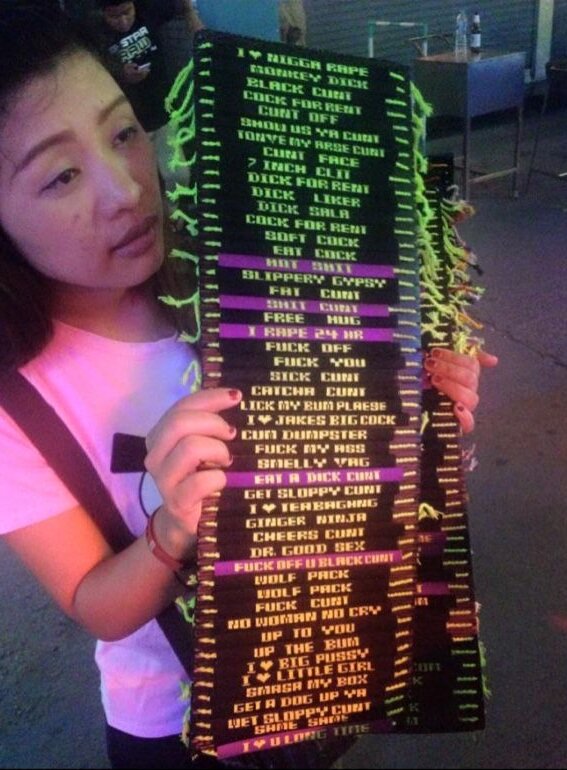 STAR
I ❤ NIGGA RAPE
MONKEY DICK
BLACK CUNT
COCK FOR RENT
CUNT OFF
SHOW US YA CUNT
TONVE MY ARSE CUNT
CUNT FACE
7 INCH CLIT
DICK FOR RENT
DICK LIKER
DICK SALA
COCK FOR RENT
SOFT COCK
EAT COCK
HOT SHIT
SLIPPERY GYPSY
FAT CUNT
SHIT CUNT
FREE HUG
I RAPE 24 HR
FUCK OFF
FUCK YOU
SICK CUNT
CATCHA CUNT
LICK MY BUM PLAESE
I ❤ JAKES BIG COCK
CUM DUMPSTER
FUCK MY ASS
SMELLY VAG
EAT A DICK CUNT
GET SLOPPY CUNT
I ❤ TEABAGHNG
GINGER NINJA
CHEERS CUNT
DR. GOOD SEX
FUCK OFF U BLACK CUNT
WOLF PACK
WOLF PACK
FUCK CUNT
NO WOMAN NO CRY
UP TO YOU
UP THE BUM
I ❤ BIG PUSSY
I ❤ LITTLE GIRL
SMASA MY BOX
GET A DOG UP YA
WET SLOPPY CUNT
SAME SAME
I ❤ U LONG TIME